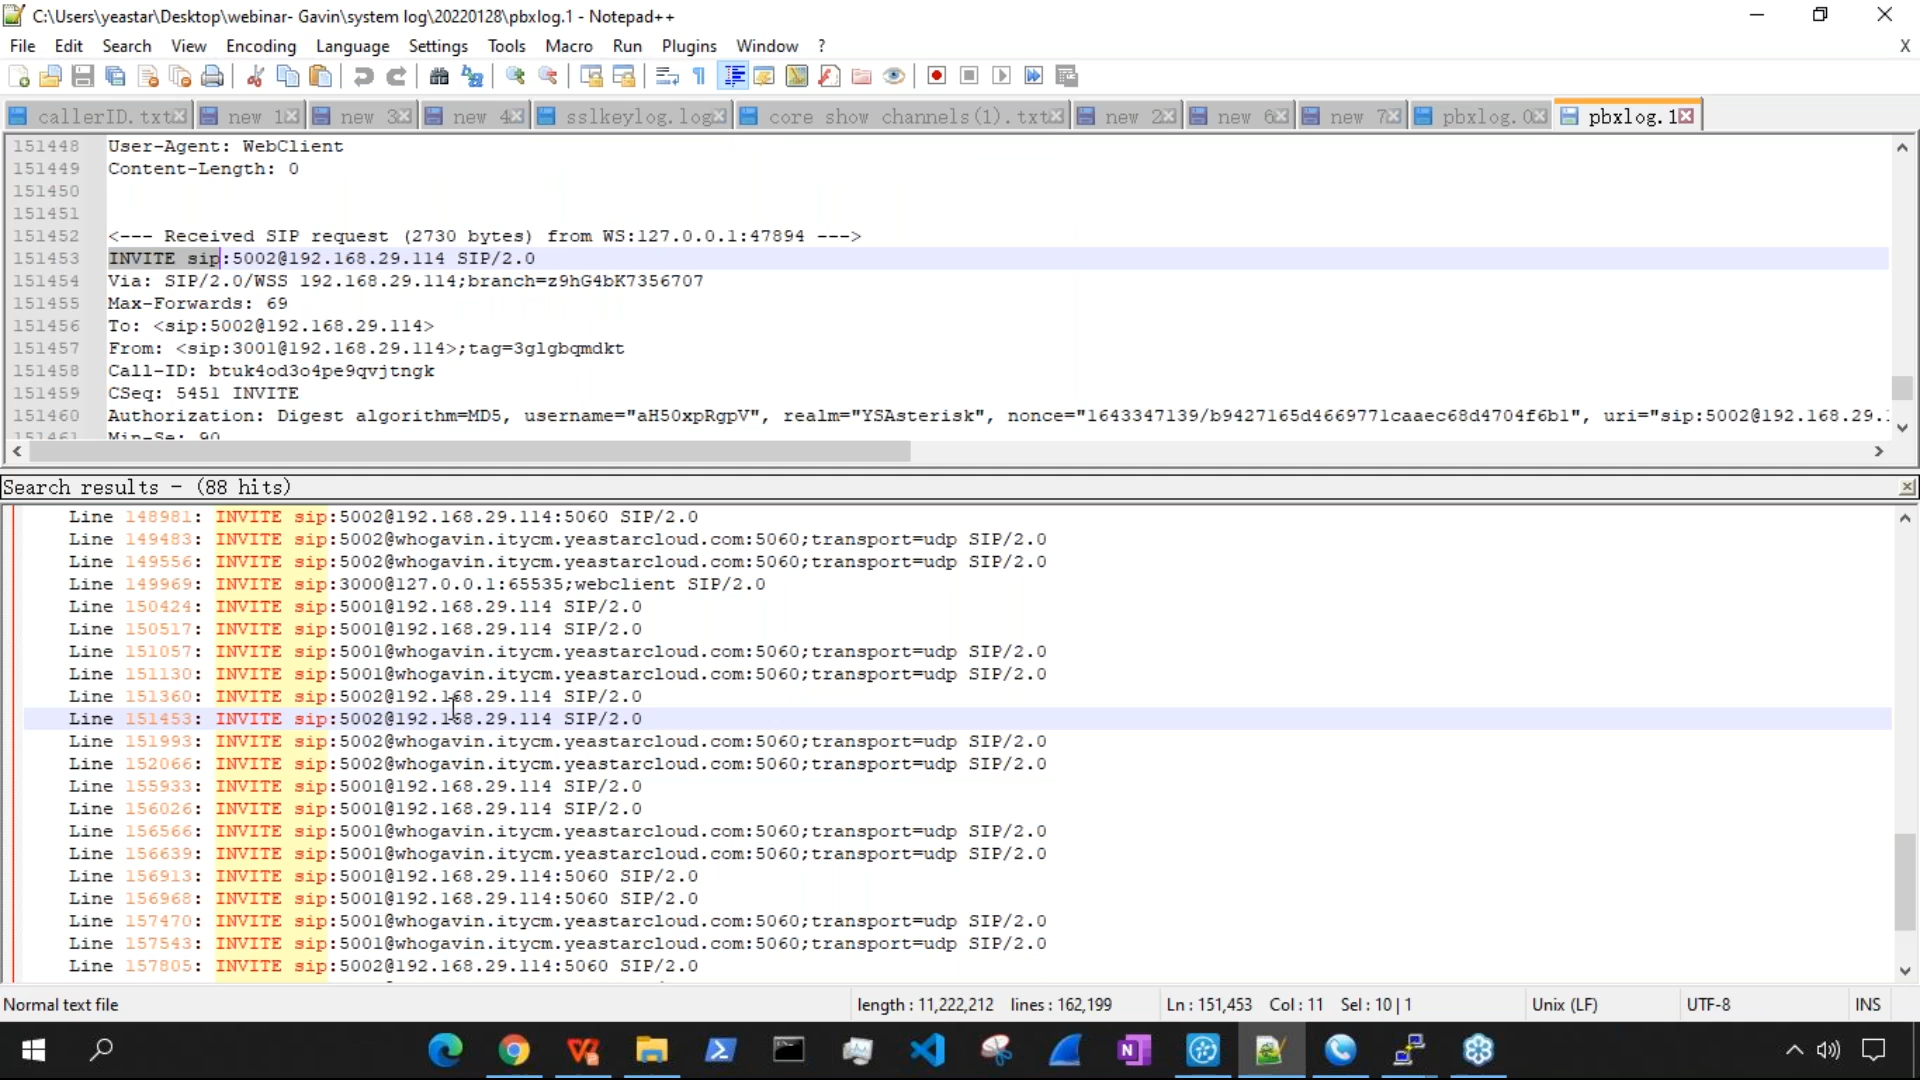 C:\Users\yeastar\Desktop\webinar- Gavin\system log\20220128\pbxlog.1 - Notepad++
File Edit Search View Encoding Language Settings Tools Macro Run Plugins Window ? X
callerID.txt new 1 new 3 new 4 sslkeylog.log core show channels(1).txt new 2 new 6 new 7 pbxlog.0 pbxlog.1
151448 User-Agent: WebClient
151449 Content-Length: 0
151450
151451
151452 <--- Received SIP request (2730 bytes) from WS:127.0.0.1:47894 --->
151453 INVITE sip:5002@192.168.29.114 SIP/2.0
151454 Via: SIP/2.0/WSS 192.168.29.114;branch=z9hG4bK7356707
151455 Max-Forwards: 69
151456 To: <sip:5002@192.168.29.114>
151457 From: <sip:3001@192.168.29.114>;tag=3glgbqmdkt
151458 Call-ID: btuk4od3o4pe9qvjtngk
151459 CSeq: 5451 INVITE
151460 Authorization: Digest algorithm=MD5, username="aH50xpRgpV", realm="YSAsterisk", nonce="1643347139/b9427165d4669771caaec68d4704f6b1", uri="sip:5002@192.168.29.
151461 Min-Se: 90
Search results - (88 hits)
Line 148981: INVITE sip:5002@192.168.29.114:5060 SIP/2.0
Line 149483: INVITE sip:5002@whogavin.itycm.yeastarcloud.com:5060;transport=udp SIP/2.0
Line 149556: INVITE sip:5002@whogavin.itycm.yeastarcloud.com:5060;transport=udp SIP/2.0
Line 149969: INVITE sip:3000@127.0.0.1:65535;webclient SIP/2.0
Line 150424: INVITE sip:5001@192.168.29.114 SIP/2.0
Line 150517: INVITE sip:5001@192.168.29.114 SIP/2.0
Line 151057: INVITE sip:5001@whogavin.itycm.yeastarcloud.com:5060;transport=udp SIP/2.0
Line 151130: INVITE sip:5001@whogavin.itycm.yeastarcloud.com:5060;transport=udp SIP/2.0
Line 151360: INVITE sip:5002@192.168.29.114 SIP/2.0
Line 151453: INVITE sip:5002@192.168.29.114 SIP/2.0
Line 151993: INVITE sip:5002@whogavin.itycm.yeastarcloud.com:5060;transport=udp SIP/2.0
Line 152066: INVITE sip:5002@whogavin.itycm.yeastarcloud.com:5060;transport=udp SIP/2.0
Line 155933: INVITE sip:5001@192.168.29.114 SIP/2.0
Line 156026: INVITE sip:5001@192.168.29.114 SIP/2.0
Line 156566: INVITE sip:5001@whogavin.itycm.yeastarcloud.com:5060;transport=udp SIP/2.0
Line 156639: INVITE sip:5001@whogavin.itycm.yeastarcloud.com:5060;transport=udp SIP/2.0
Line 156913: INVITE sip:5001@192.168.29.114:5060 SIP/2.0
Line 156968: INVITE sip:5001@192.168.29.114:5060 SIP/2.0
Line 157470: INVITE sip:5001@whogavin.itycm.yeastarcloud.com:5060;transport=udp SIP/2.0
Line 157543: INVITE sip:5001@whogavin.itycm.yeastarcloud.com:5060;transport=udp SIP/2.0
Line 157805: INVITE sip:5002@192.168.29.114:5060 SIP/2.0
Normal text file length : 11,222,212 lines : 162,199 Ln : 151,453 Col : 11 Sel : 10 | 1 Unix (LF) UTF-8 INS